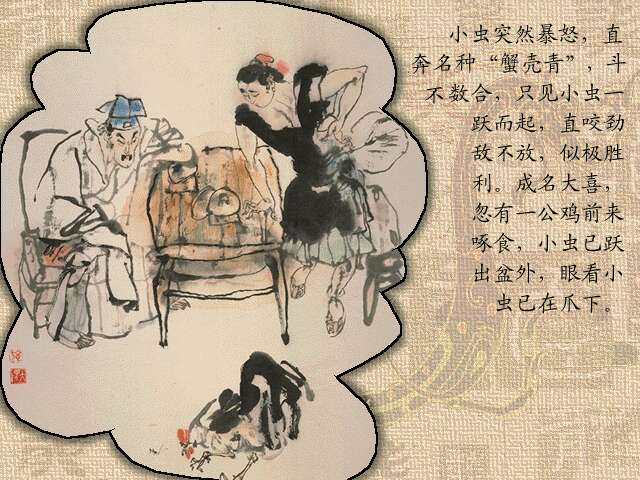 小虫突然暴怒，直
奔名种“蟹壳青”，斗
不数合，只见小虫一
跃而起，直咬劲
敌不放，似极胜
利。成名大喜，
忽有一公鸡前来
啄食，小虫已跃
出盆外，眼看小
虫已在爪下。